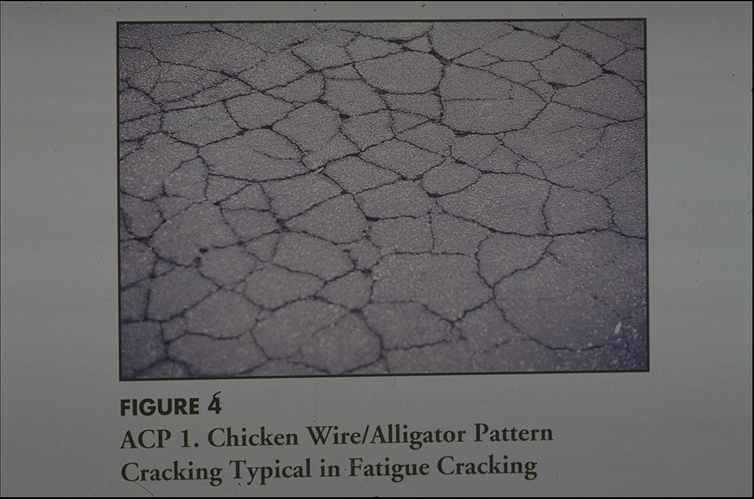 FIGURE 4
ACP 1. Chicken Wire/Alligator Pattern
Cracking Typical in Fatigue Cracking